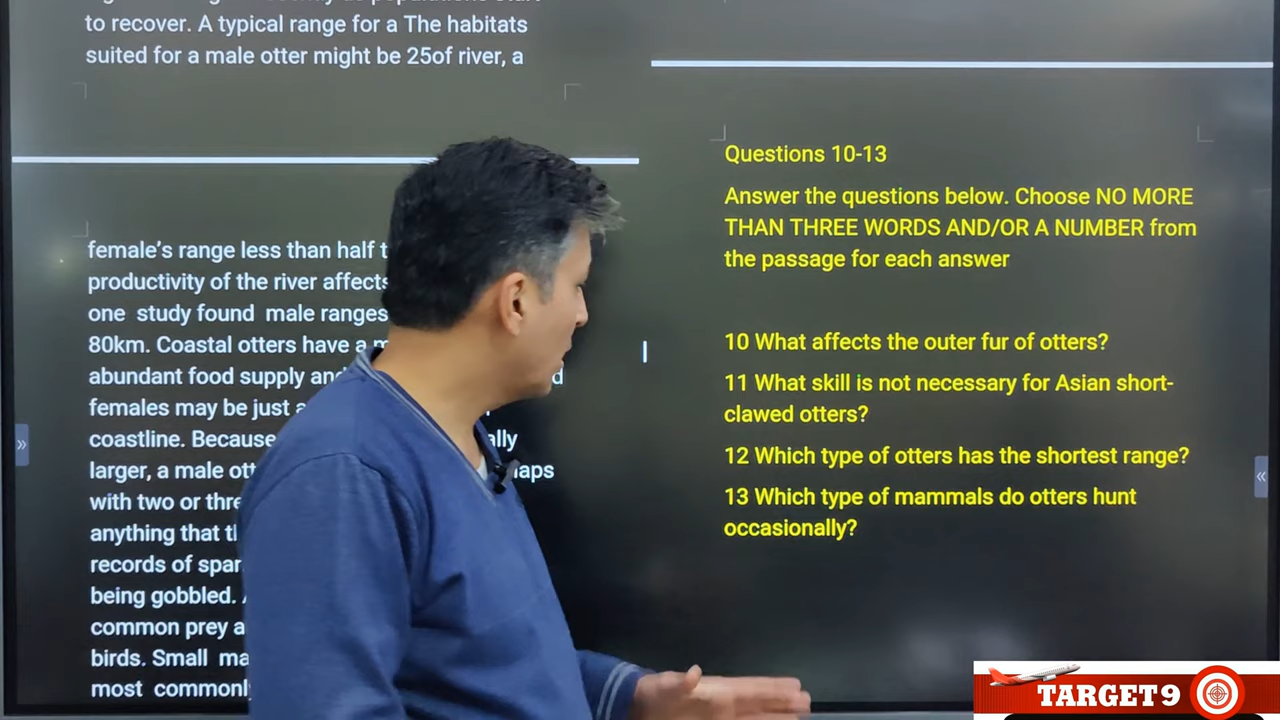 to recover. A typical range for a The habitats
suited for a male otter might be 25of river, a
female's range less than half
productivity of the river affects
one study found male ranges
80km. Coastal otters have a
abundant food supply and
females may be just
coastline. Because
larger, a male
with two or
anything that
records of
being gobbled.
common prey
birds. Small
most
Questions 10-13
Answer the questions below. Choose NO MORE
THAN THREE WORDS AND/OR A NUMBER from
the passage for each answer
10 What affects the outer fur of otters?
11 What skill is not necessary for Asian short-
clawed otters?
12 Which type of otters has the shortest range?
13 Which type of mammals do otters hunt
occasionally?
TARGET9